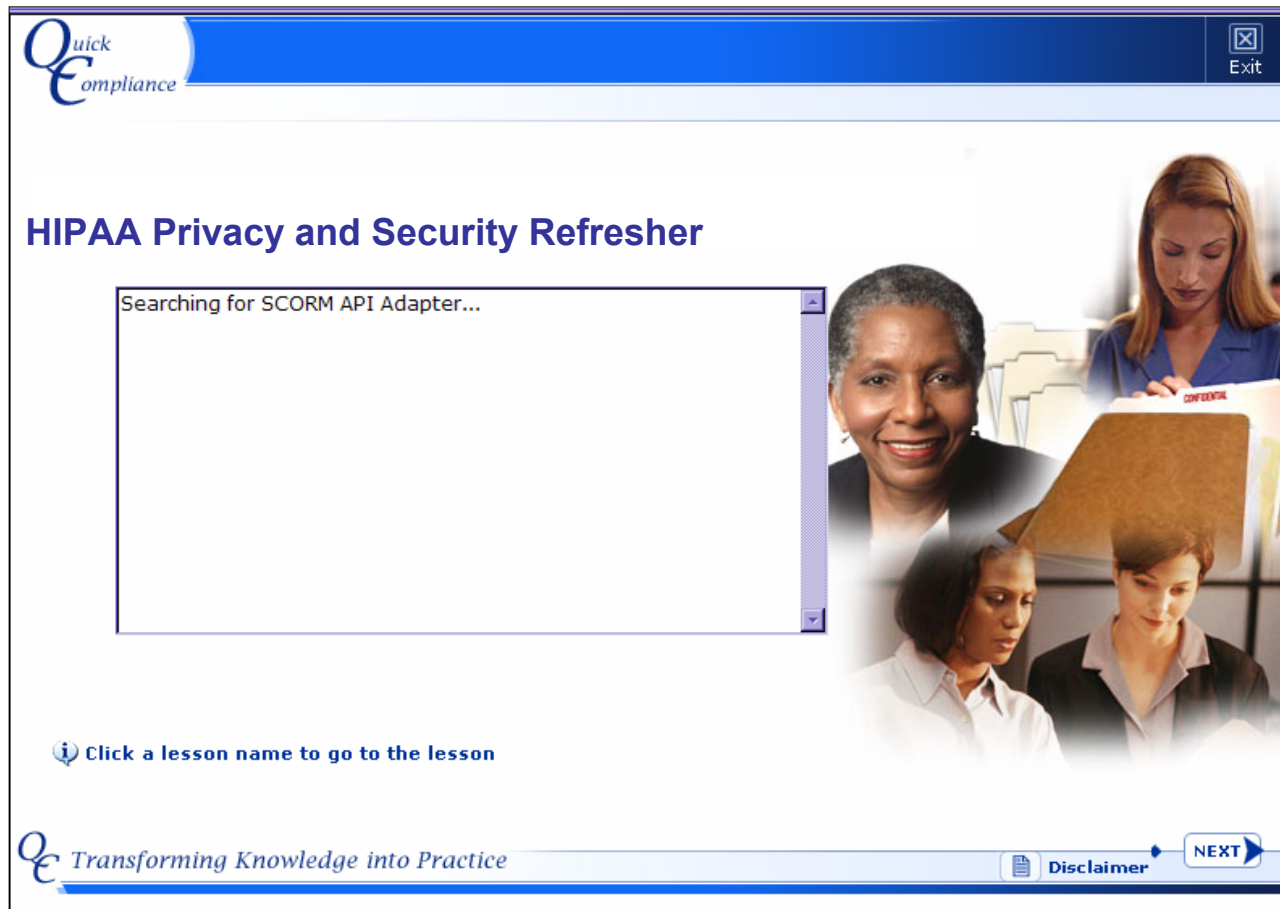 Quick
Compliance
Exit
HIPAA Privacy and Security Refresher
Searching for SCORM API Adapter...
CONFIDENTIAL
Click a lesson name to go to the lesson
QC Transforming Knowledge into Practice
Disclaimer
NEXT